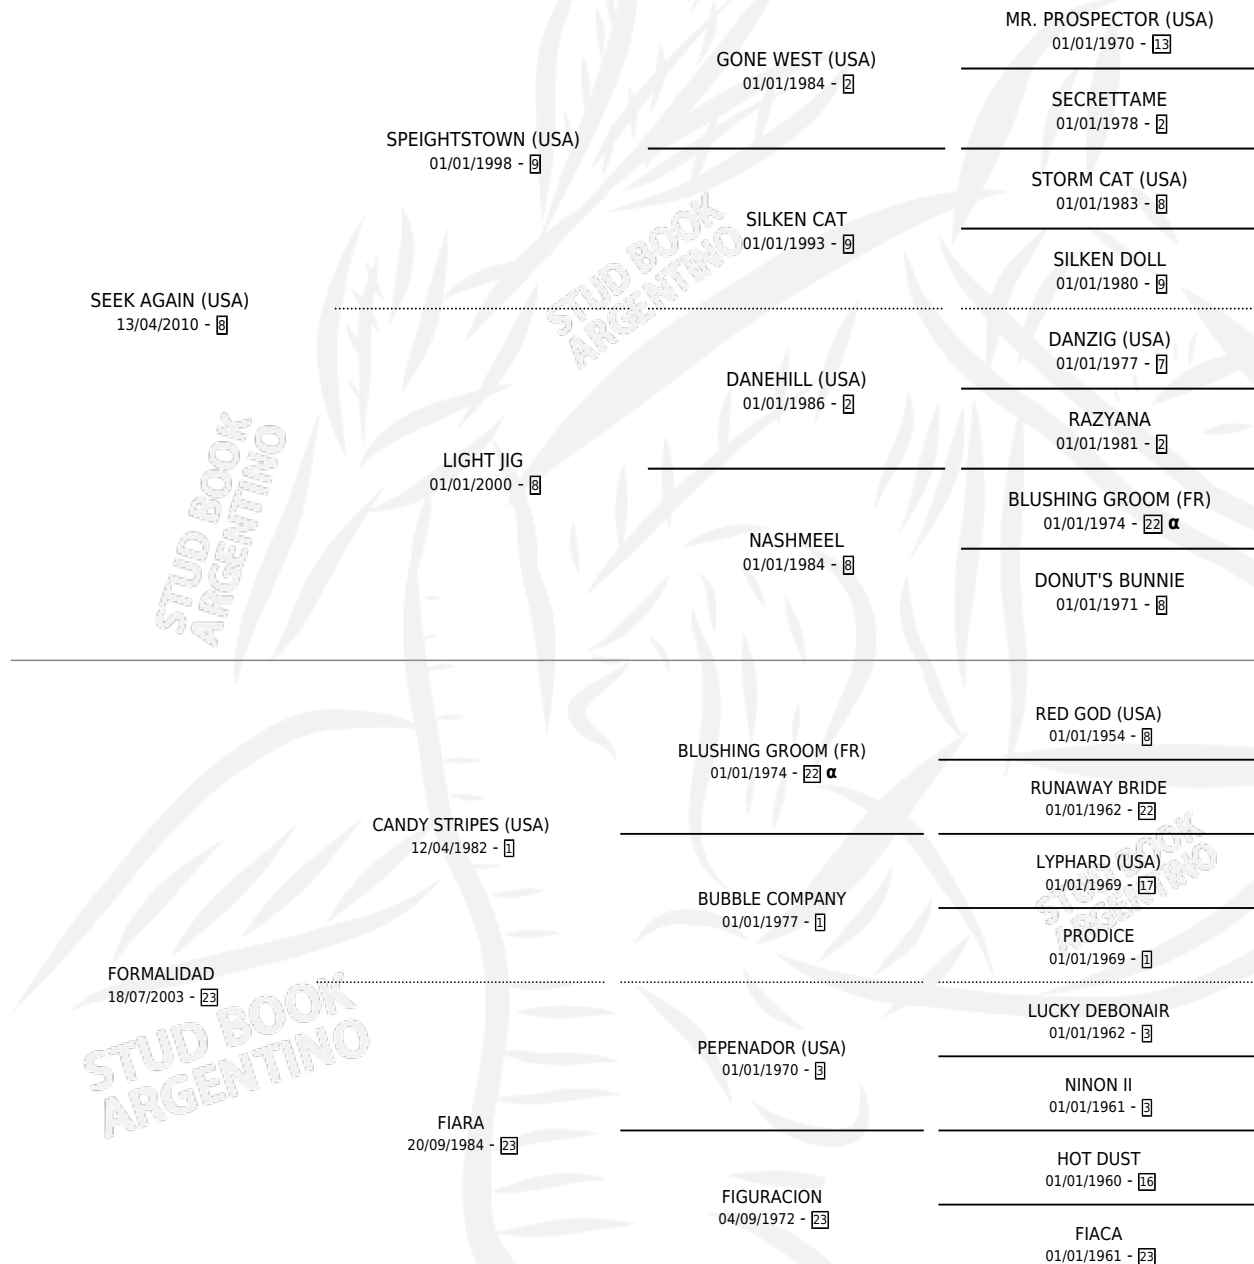 MR. PROSPECTOR (USA)
01/01/1970 - 13
GONE WEST (USA)
01/01/1984 - 2
SECRETTAME
01/01/1978 - 2
SPEIGHTSTOWN (USA)
01/01/1998 - 9
STORM CAT (USA)
01/01/1983 - 8
SILKEN CAT
01/01/1993 - 9
SILKEN DOLL
01/01/1980 - 9
SEEK AGAIN (USA)
13/04/2010 - 8
DANZIG (USA)
01/01/1977 - 7
DANEHILL (USA)
01/01/1986 - 2
RAZYANA
01/01/1981 - 2
LIGHT JIG
01/01/2000 - 8
BLUSHING GROOM (FR)
01/01/1974 - 22 α
NASHMEEL
01/01/1984 - 8
DONUT'S BUNNIE
01/01/1971 - 8
RED GOD (USA)
01/01/1954 - 8
BLUSHING GROOM (FR)
01/01/1974 - 22 α
RUNAWAY BRIDE
01/01/1962 - 22
CANDY STRIPES (USA)
12/04/1982 - 1
LYPHARD (USA)
01/01/1969 - 17
BUBBLE COMPANY
01/01/1977 - 1
PRODICE
01/01/1969 - 1
FORMALIDAD
18/07/2003 - 23
LUCKY DEBONAIR
01/01/1962 - 3
PEPENADOR (USA)
01/01/1970 - 3
NINON II
01/01/1961 - 3
FIARA
20/09/1984 - 23
HOT DUST
01/01/1960 - 16
FIGURACION
04/09/1972 - 23
FIACA
01/01/1961 - 23
STUD BOOK
ARGENTINO
STUD BOOK
ARGENTINO
STUD BOOK
ARGENTINO
STUD BOOK
ARGENTINO